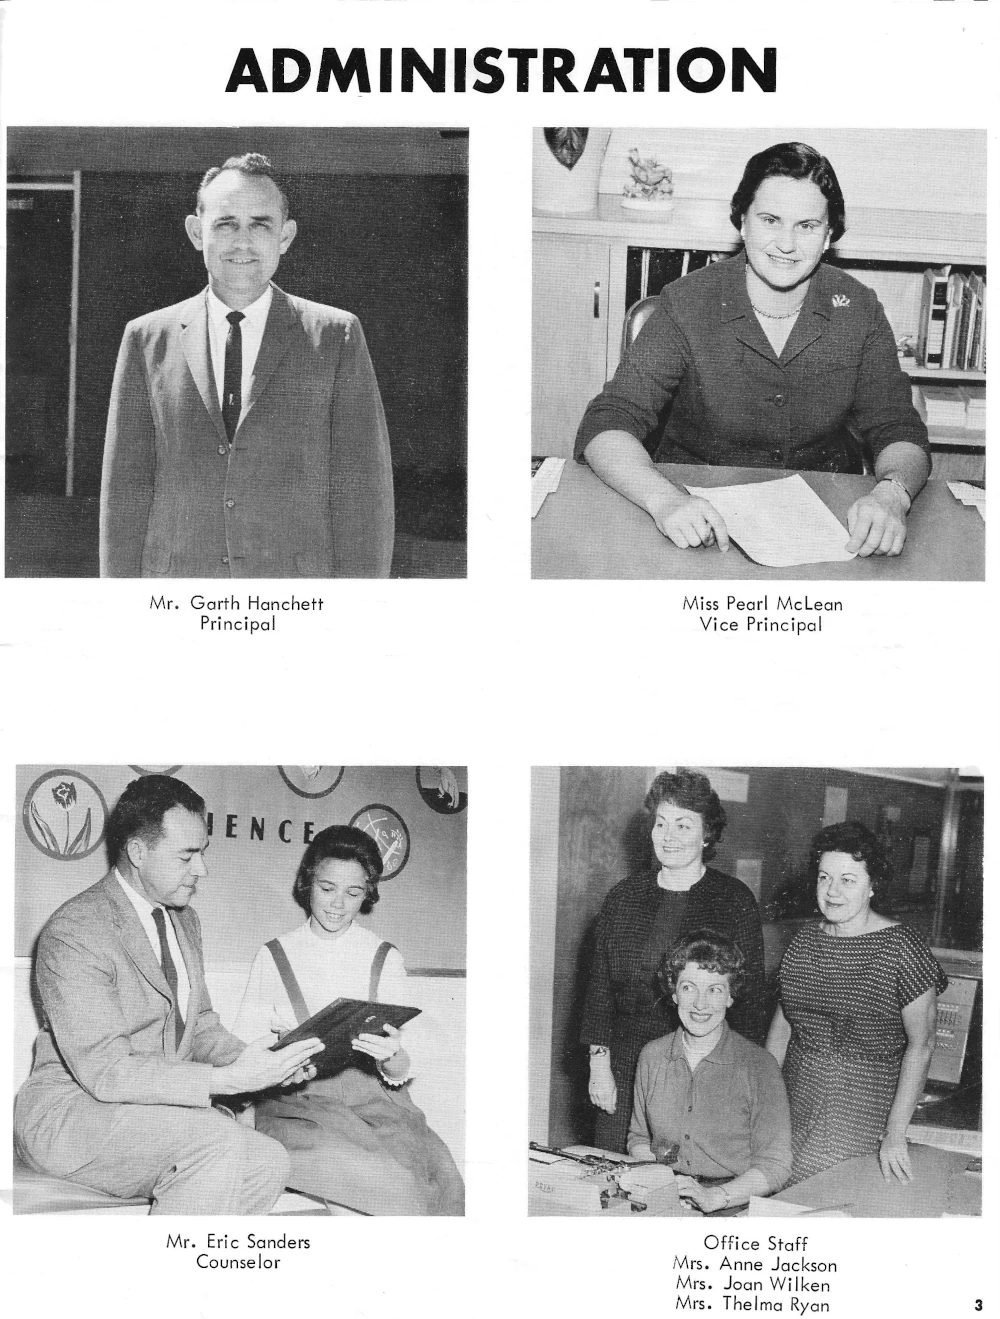 ADMINISTRATION
Mr. Garth Hanchett
Principal
Miss Pearl McLean
Vice Principal
IENCE
Mr. Eric Sanders
Counselor
Office Staff
Mrs. Anne Jackson
Mrs. Joan Wilken
Mrs. Thelma Ryan
3